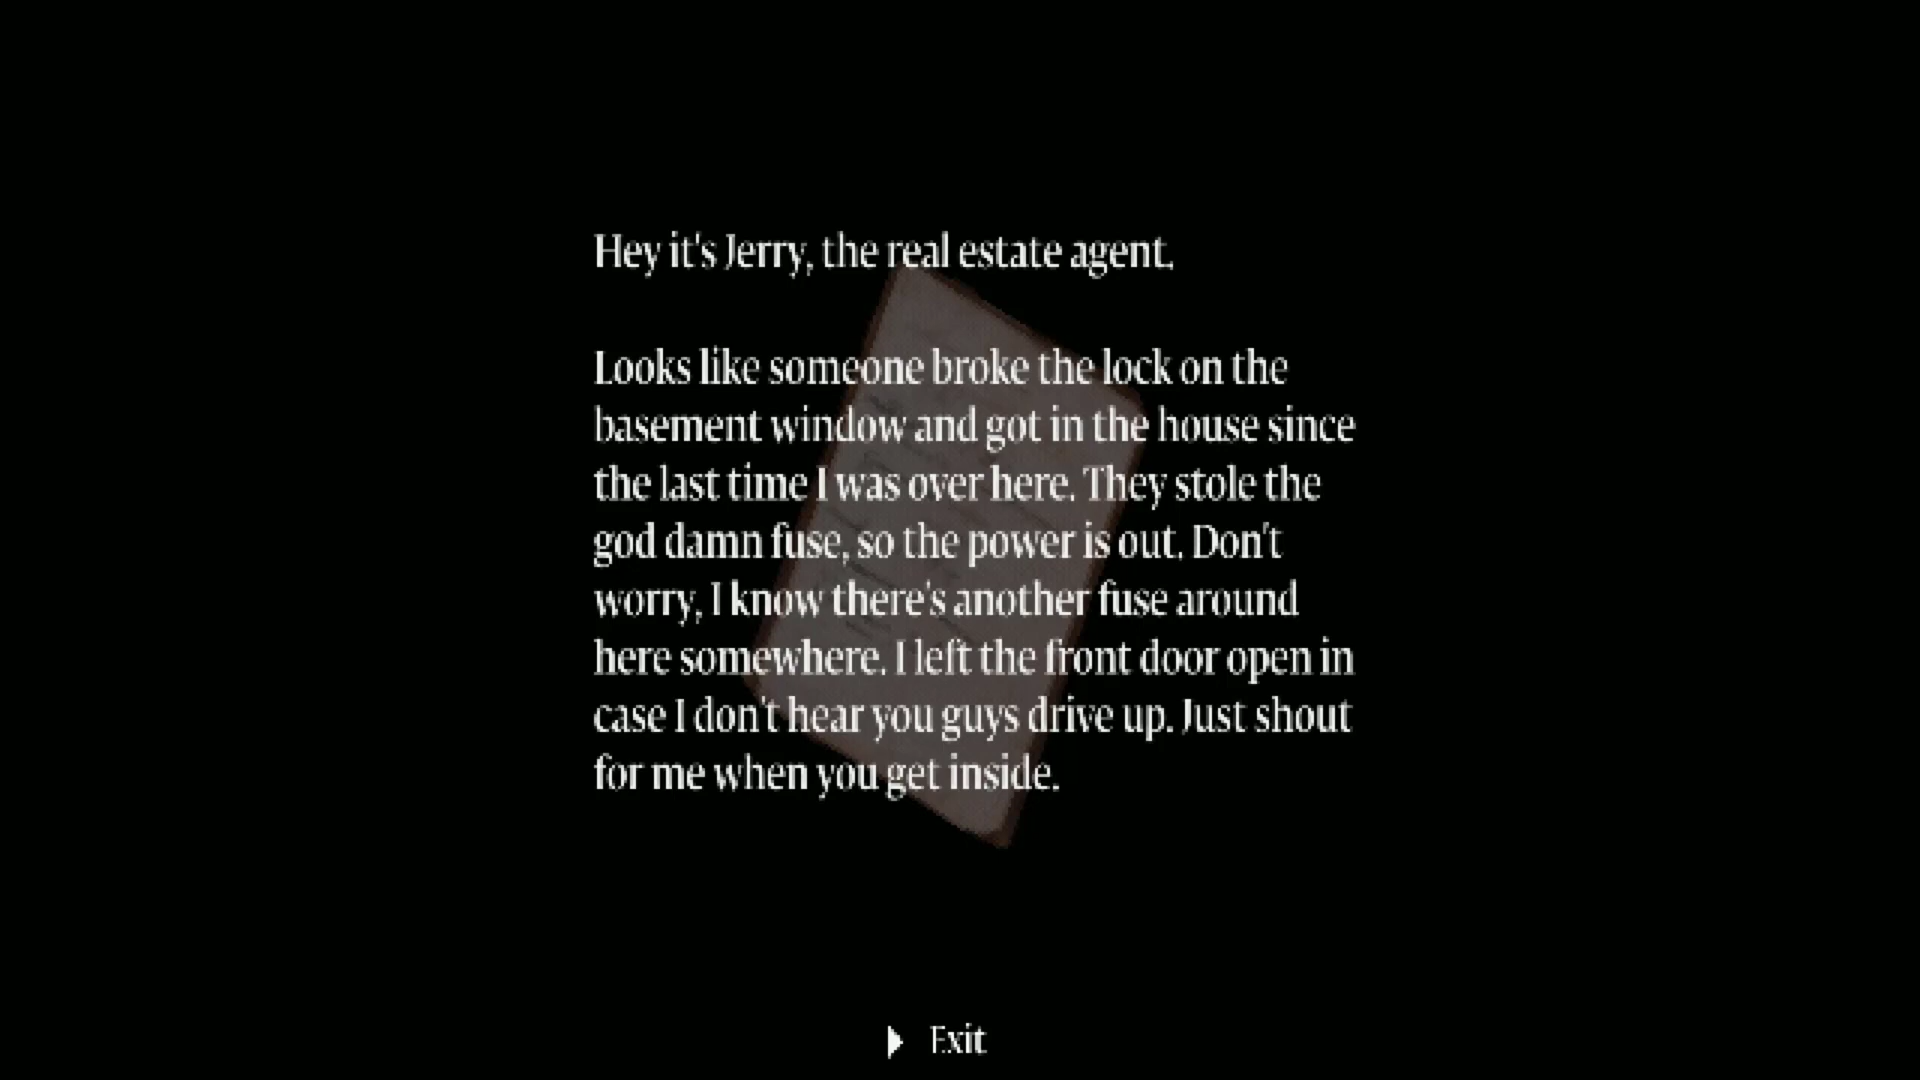 Hey it's Jerry, the real estate agent.
Looks like someone broke the lock on the
basement window and got in the house since
the last time I was over here. They stole the
god damn fuse, so the power is out. Don't
worry, I know there's another fuse around
here somewhere. I left the front door open in
case I don't hear you guys drive up. Just shout
for me when you get inside.
Exit